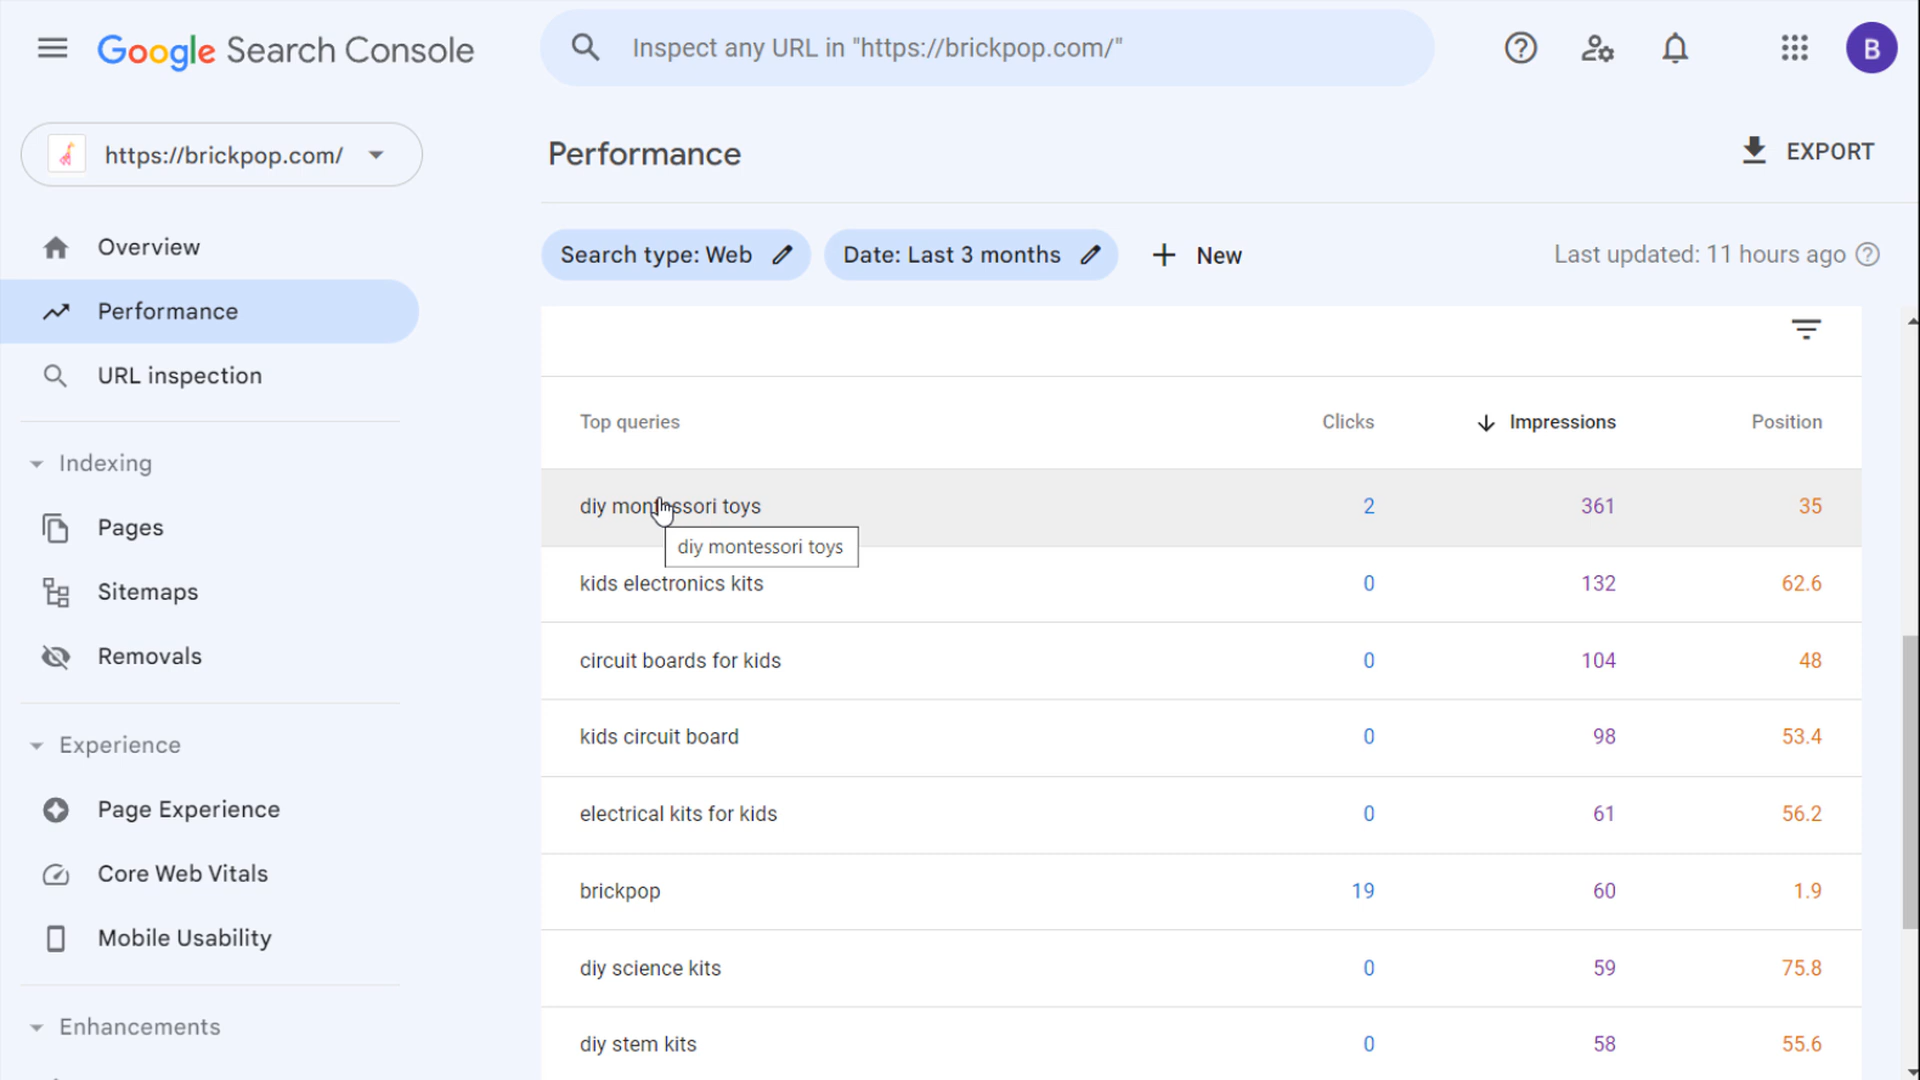 Google Search Console
Inspect any URL in "https://brickpop.com/"
B
https://brickpop.com/
Performance
EXPORT
Overview
Performance
URL inspection
Indexing
Pages
Sitemaps
Removals
Experience
Page Experience
Core Web Vitals
Mobile Usability
Enhancements
Search type: Web
Date: Last 3 months
New
Last updated: 11 hours ago
Top queries Clicks Impressions Position
diy montessori toys 2 361 35
diy montessori toys
kids electronics kits 0 132 62.6
circuit boards for kids 0 104 48
kids circuit board 0 98 53.4
electrical kits for kids 0 61 56.2
brickpop 19 60 1.9
diy science kits 0 59 75.8
diy stem kits 0 58 55.6